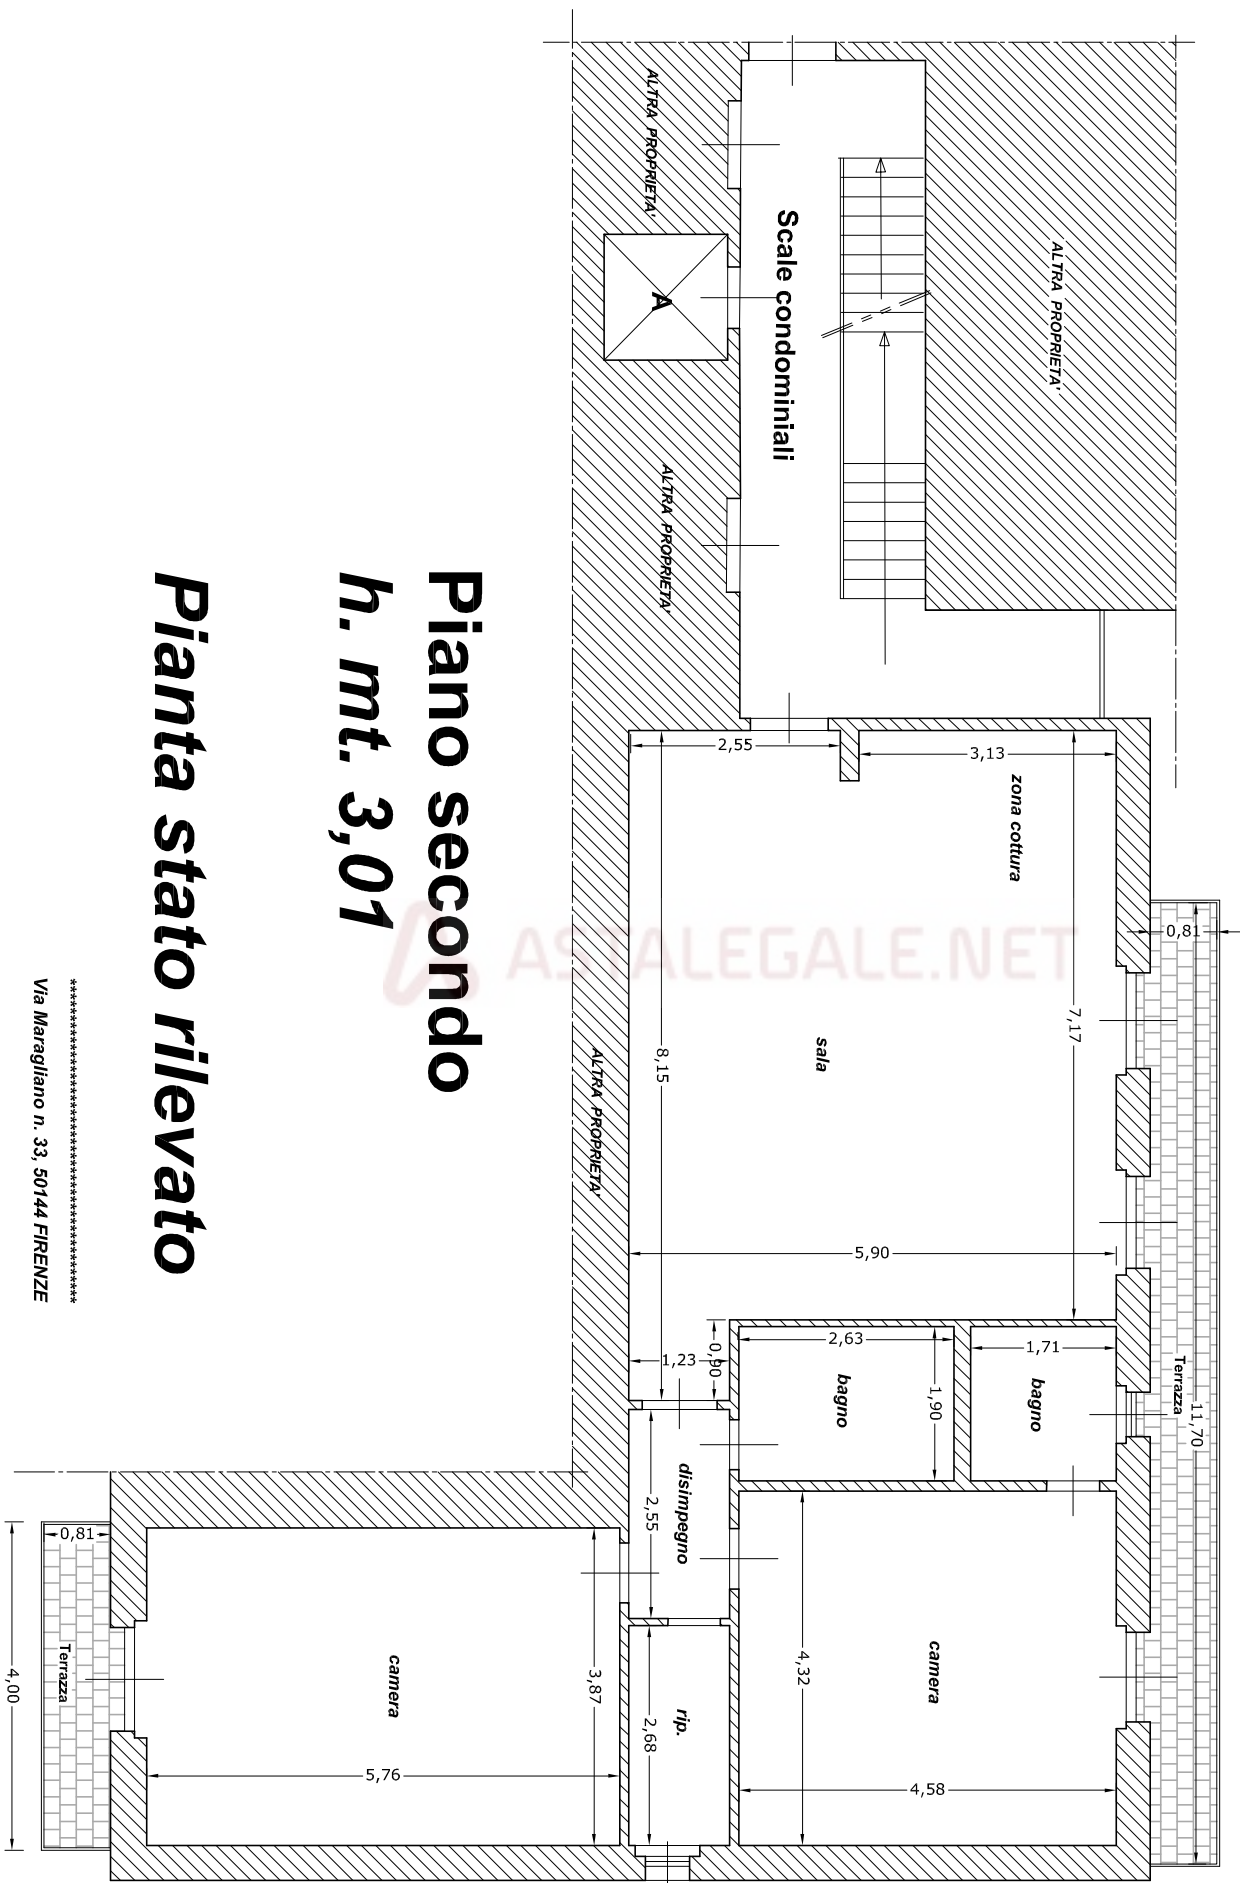 ALTRA PROPRIETA'
ALTRA PROPRIETA'
Scale condominiali
A
ALTRA PROPRIETA'
3,13
2,55
zona cottura
0,81
7,17
sala
8,15
ALTRA PROPRIETA'
5,90
Terrazza
11,70
1,71
bagno
2,63
1,90
bagno
0,90
1,23
disimpegno
2,55
4,32
camera
4,58
rip.
2,68
3,87
camera
5,76
0,81
Terrazza
4,00
ASTALEGALE.NET
Piano secondo
h. mt. 3,01
Pianta stato rilevato
Via Maragliano n. 33, 50144 FIRENZE